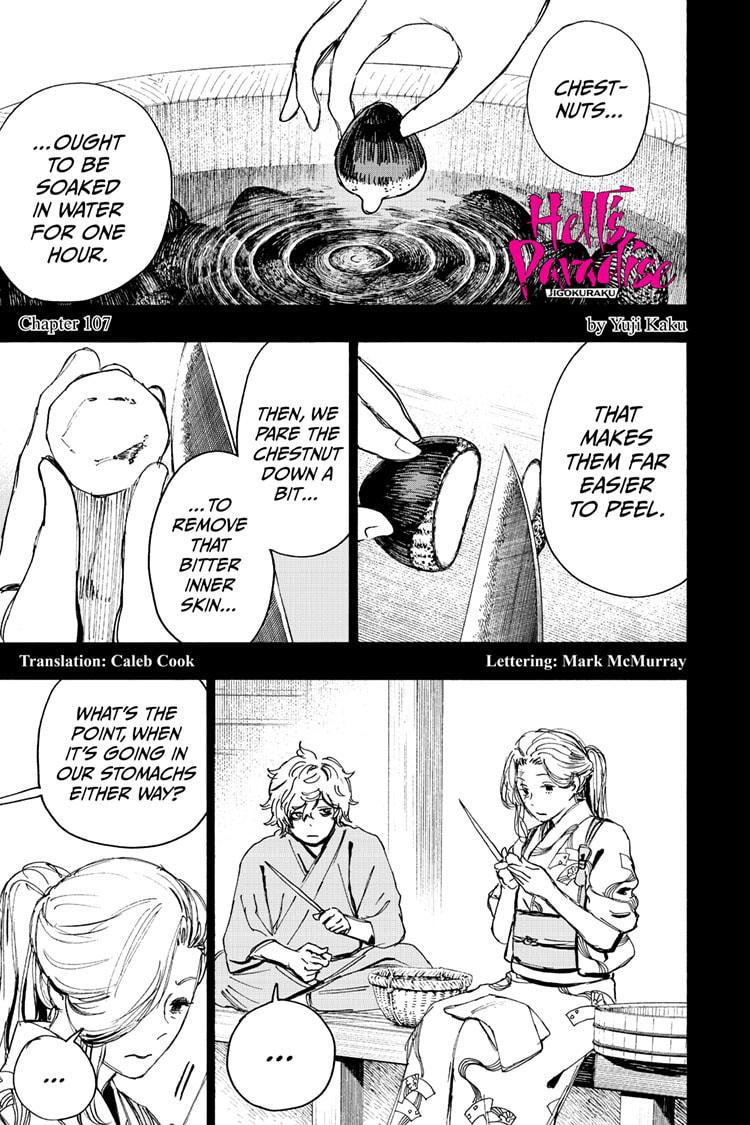 CHEST-
NUTS...
...OUGHT
TO BE
SOAKED
IN WATER
FOR ONE
HOUR.
Hell's
Paradise
JIGOKURAKU
Chapter 107
by Yuji Kaku
THAT
MAKES
THEM FAR
EASIER
TO PEEL.
THEN, WE
PARE THE
CHESTNUT
DOWN A
BIT...
...TO
REMOVE
THAT
BITTER
INNER
SKIN...
Translation: Caleb Cook
Lettering: Mark McMurray
...
WHAT'S THE
POINT, WHEN
IT'S GOING IN
OUR STOMACHS
EITHER WAY?
...